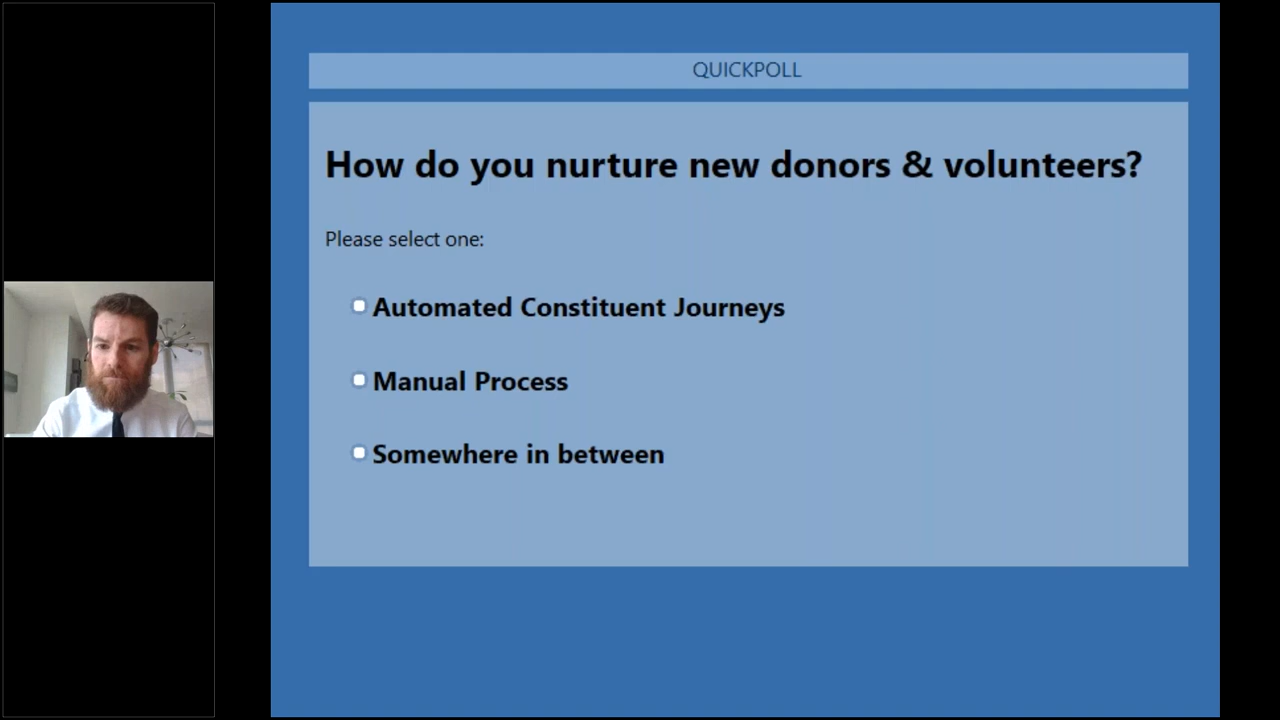 QUICKPOLL
How do you nurture new donors & volunteers?
Please select one:
Automated Constituent Journeys
Manual Process
Somewhere in between